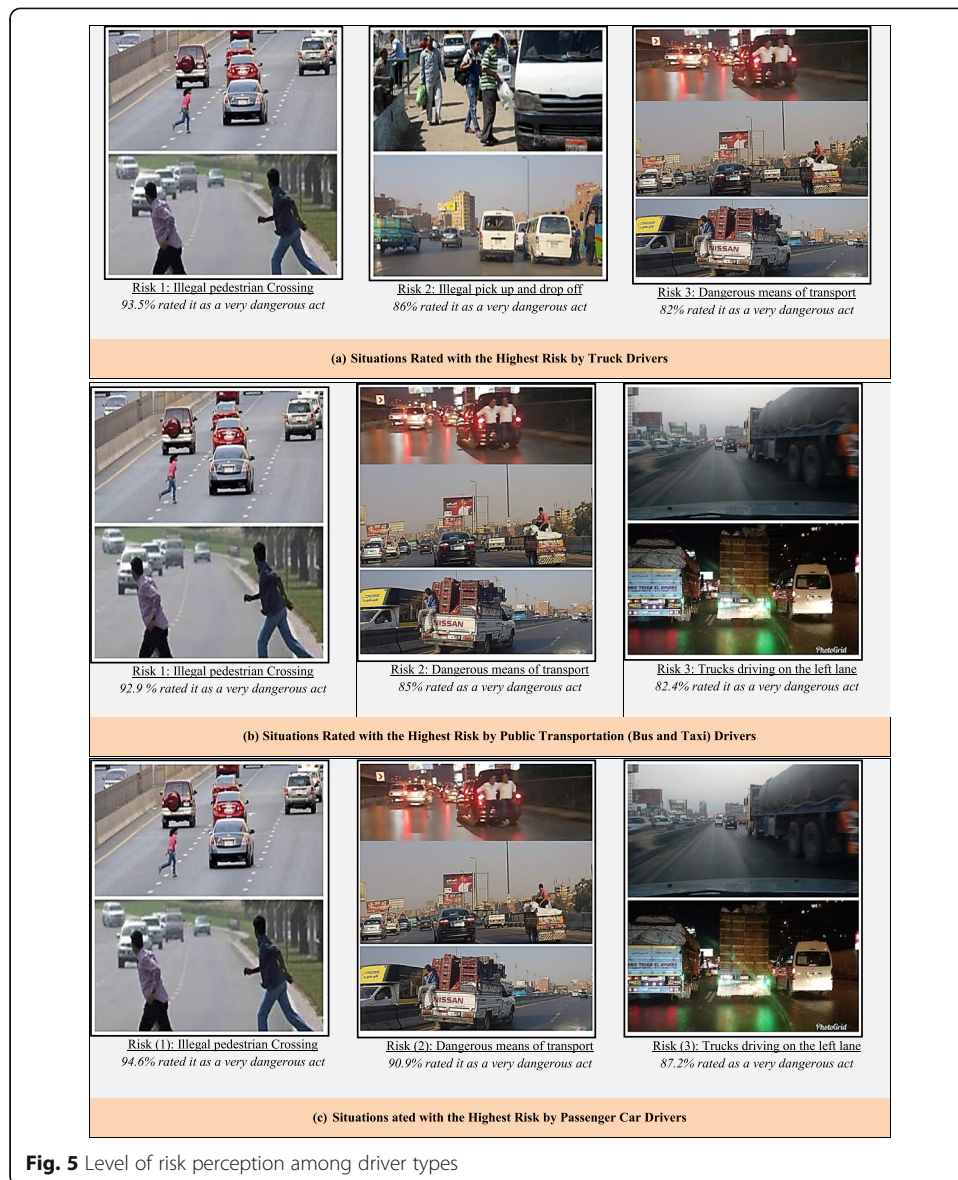 Risk 1: Illegal pedestrian Crossing
93.5% rated it as a very dangerous act
Risk 2: Illegal pick up and drop off
86% rated it as a very dangerous act
NISSAN
Risk 3: Dangerous means of transport
82% rated it as a very dangerous act
(a) Situations Rated with the Highest Risk by Truck Drivers
Risk 1: Illegal pedestrian Crossing
92.9 % rated it as a very dangerous act
NISSAN
Risk 2: Dangerous means of transport
85% rated as a very dangerous act
PhotoGrid
Risk 3: Trucks driving on the left lane
82.4% rated it as a very dangerous act
(b) Situations Rated with the Highest Risk by Public Transportation (Bus and Taxi) Drivers
Risk (1): Illegal pedestrian Crossing
94.6% rated it as a very dangerous act
NISSAN
Risk (2): Dangerous means of transport
90.9% rated it as a very dangerous act
PhotoGrid
Risk (3): Trucks driving on the left lane
87.2% rated as a very dangerous act
(c) Situations ated with the Highest Risk by Passenger Car Drivers
Fig. 5 Level of risk perception among driver types